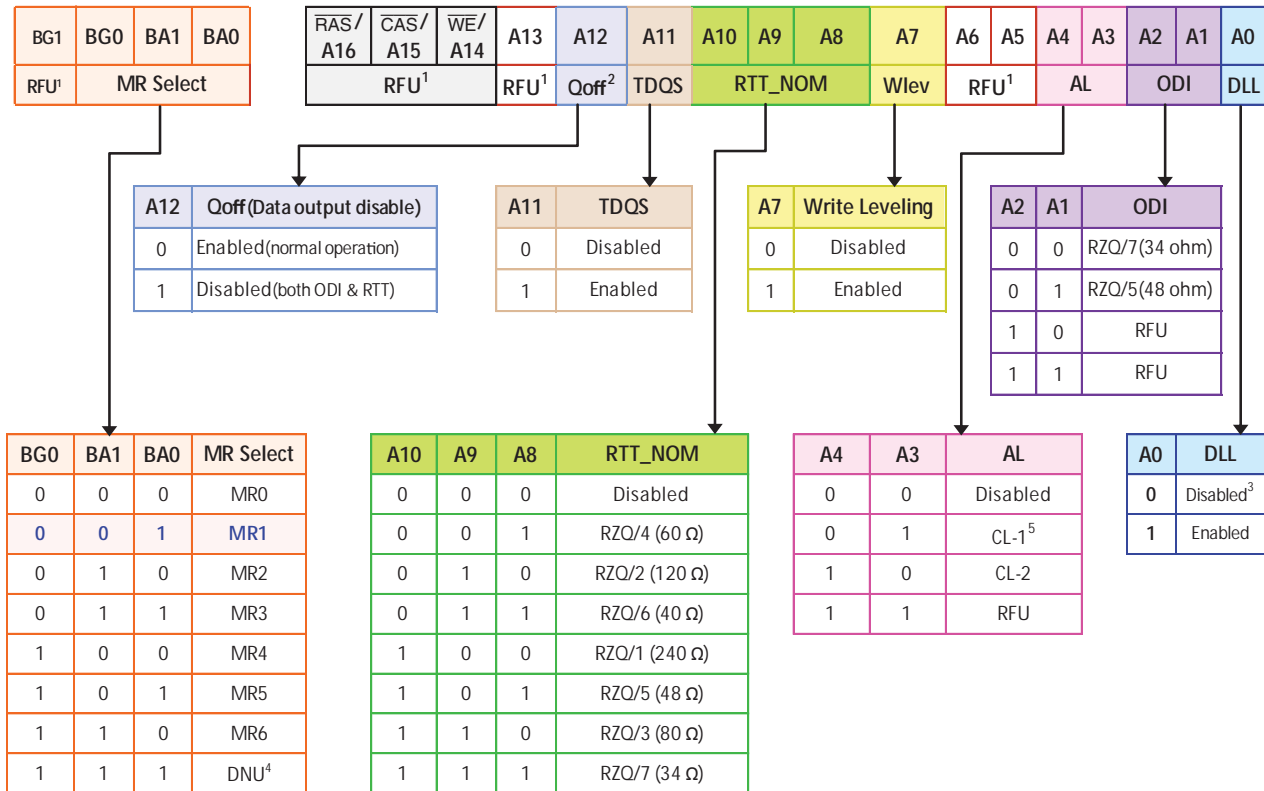 BG1 BG0 BA1 BA0
RFU¹ MR Select
RAS/ A16 CAS/ A15 WE/ A14 A13 A12 A11 A10 A9 A8 A7 A6 A5 A4 A3 A2 A1 A0
RFU¹ RFU¹ Qoff² TDQS RTT_NOM Wlev RFU¹ AL ODI DLL
A12 Qoff(Data output disable)
0 Enabled(normal operation)
1 Disabled(both ODI & RTT)
A11 TDQS
0 Disabled
1 Enabled
A7 Write Leveling
0 Disabled
1 Enabled
A2 A1 ODI
0 0 RZQ/7(34 ohm)
0 1 RZQ/5(48 ohm)
1 0 RFU
1 1 RFU
BG0 BA1 BA0 MR Select
0 0 0 MR0
0 0 1 MR1
0 1 0 MR2
0 1 1 MR3
1 0 0 MR4
1 0 1 MR5
1 1 0 MR6
1 1 1 DNU⁴
A10 A9 A8 RTT_NOM
0 0 0 Disabled
0 0 1 RZQ/4 (60 Ω)
0 1 0 RZQ/2 (120 Ω)
0 1 1 RZQ/6 (40 Ω)
1 0 0 RZQ/1 (240 Ω)
1 0 1 RZQ/5 (48 Ω)
1 1 0 RZQ/3 (80 Ω)
1 1 1 RZQ/7 (34 Ω)
A4 A3 AL
0 0 Disabled
0 1 CL-1⁵
1 0 CL-2
1 1 RFU
A0 DLL
0 Disabled³
1 Enabled